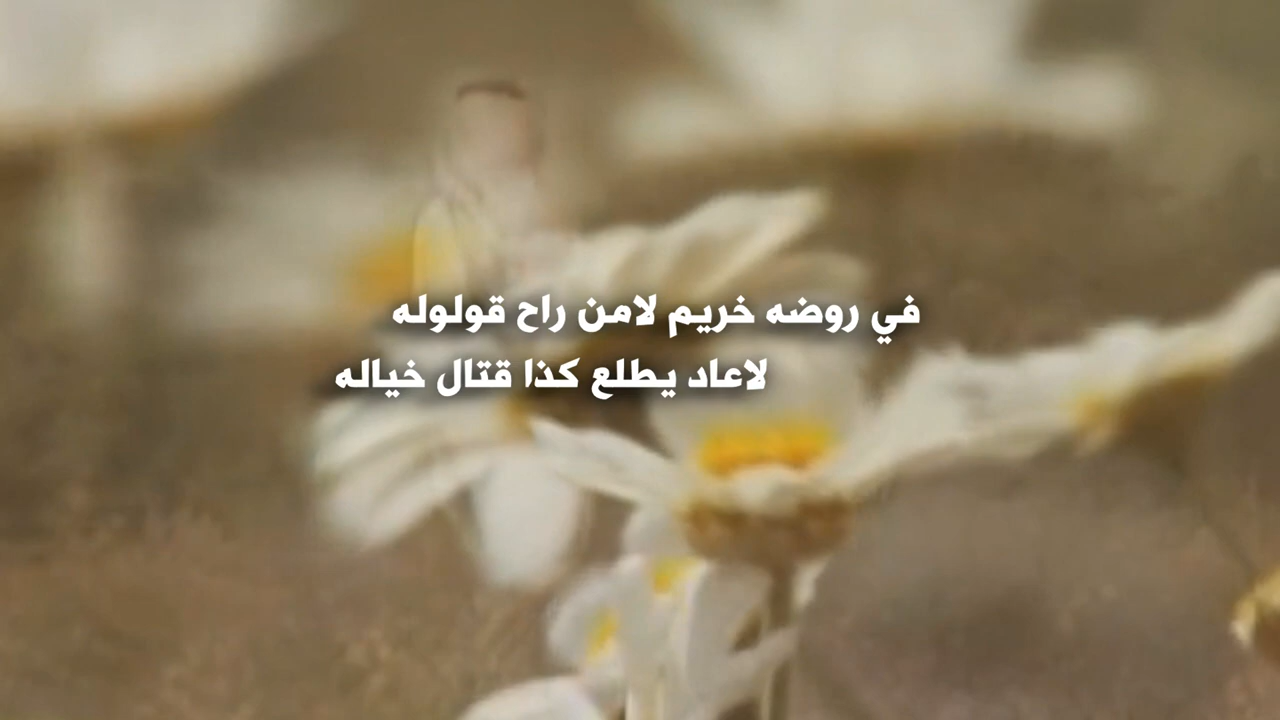 في روضه خريم لامن راح قولوله
لاعاد يطلع كذا قتال خياله